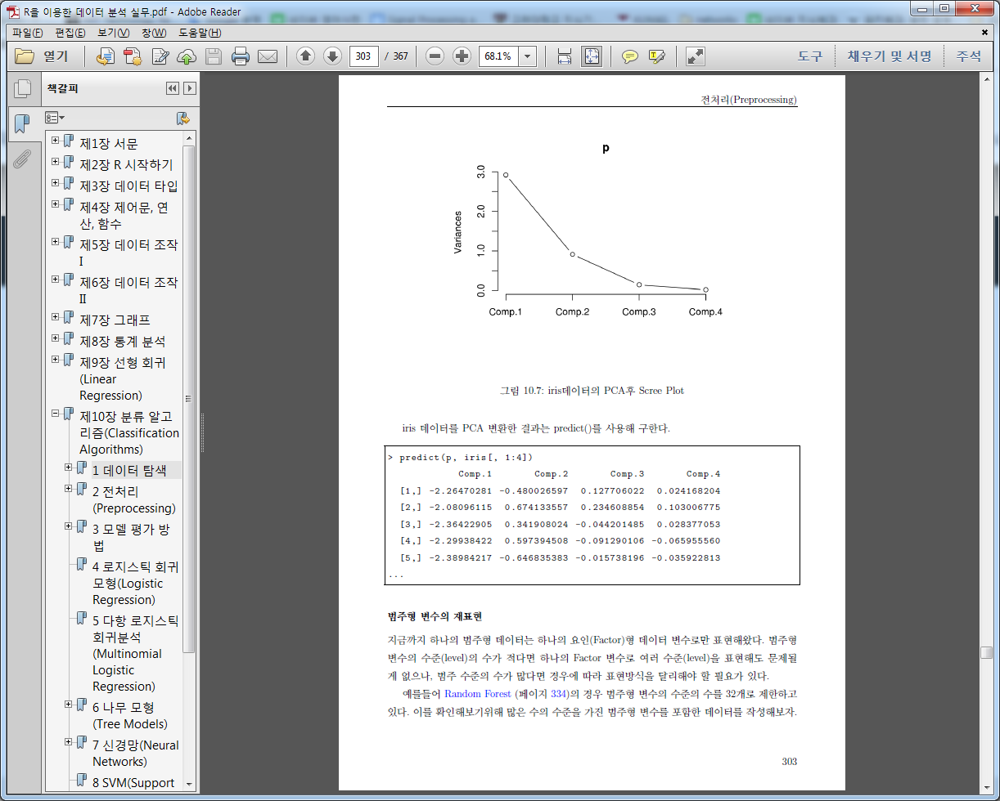 R을 이용한 데이터 분석 실무.pdf - Adobe Reader
파일(F) 편집(E) 보기(V) 창(W) 도움말(H)
열기 303 / 367 68.1% 도구 채우기 및 서명 주석
책갈피
제1장 서문
제2장 R 시작하기
제3장 데이터 타입
제4장 제어문, 연
산, 함수
제5장 데이터 조작
I
제6장 데이터 조작
II
제7장 그래프
제8장 통계 분석
제9장 선형 회귀
(Linear
Regression)
제10장 분류 알고
리즘(Classification
Algorithms)
1 데이터 탐색
2 전처리
(Preprocessing)
3 모델 평가 방
법
4 로지스틱 회귀
모형(Logistic
Regression)
5 다항 로지스틱
회귀분석
(Multinomial
Logistic
Regression)
6 나무 모형
(Tree Models)
7 신경망(Neural
Networks)
8 SVM(Support
전처리(Preprocessing)
p
Variances
3.0
2.0
1.0
0.0
Comp.1 Comp.2 Comp.3 Comp.4
그림 10.7: iris데이터의 PCA후 Scree Plot
iris 데이터를 PCA 변환한 결과는 predict()를 사용해 구한다.
> predict(p, iris[, 1:4])
Comp.1 Comp.2 Comp.3 Comp.4
[1,] -2.26470281 -0.480026597 0.127706022 0.024168204
[2,] -2.08096115 0.674133557 0.234608854 0.103006775
[3,] -2.36422905 0.341908024 -0.044201485 0.028377053
[4,] -2.29938422 0.597394508 -0.091290106 -0.065955560
[5,] -2.38984217 -0.646835383 -0.015738196 -0.035922813
...
범주형 변수의 재표현
지금까지 하나의 범주형 데이터는 하나의 요인(Factor)형 데이터 변수로만 표현해왔다. 범주형
변수의 수준(level)의 수가 적다면 하나의 Factor 변수로 여러 수준(level)을 표현해도 문제될
게 없으나, 범주 수준의 수가 많다면 경우에 따라 표현방식을 달리해야 할 필요가 있다.
예를들어 Random Forest (페이지 334)의 경우 범주형 변수의 수준의 수를 32개로 제한하고
있다. 이를 확인해보기위해 많은 수의 수준을 가진 범주형 변수를 포함한 데이터를 작성해보자.
303